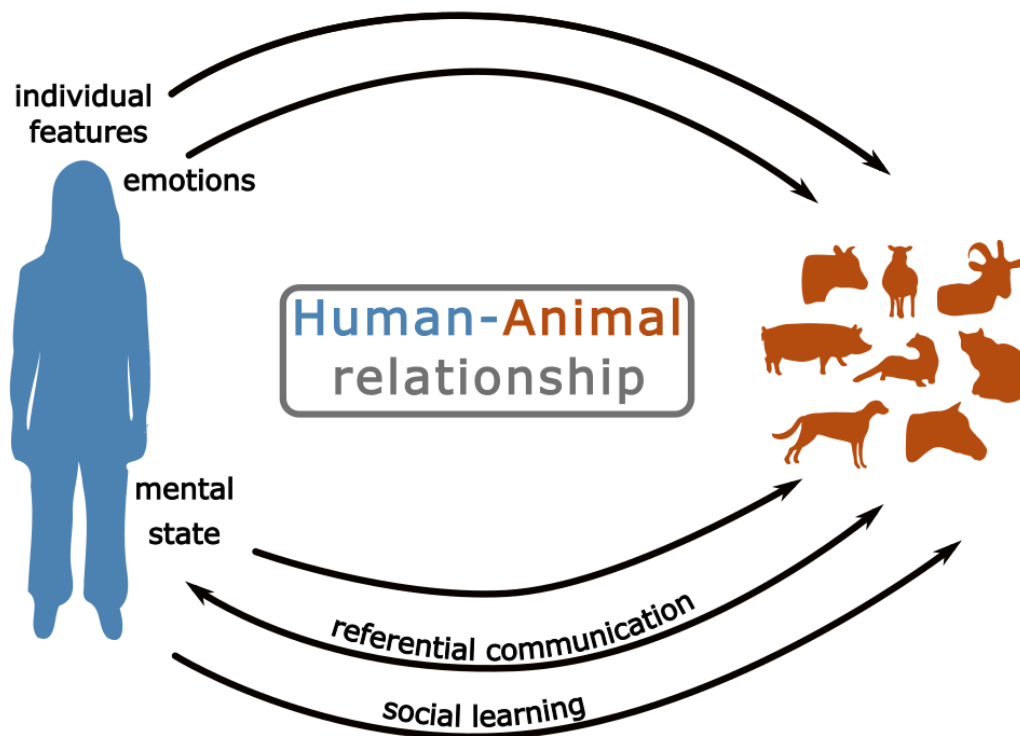 individual
features
emotions
Human-Animal
relationship
mental
state
referential communication
social learning